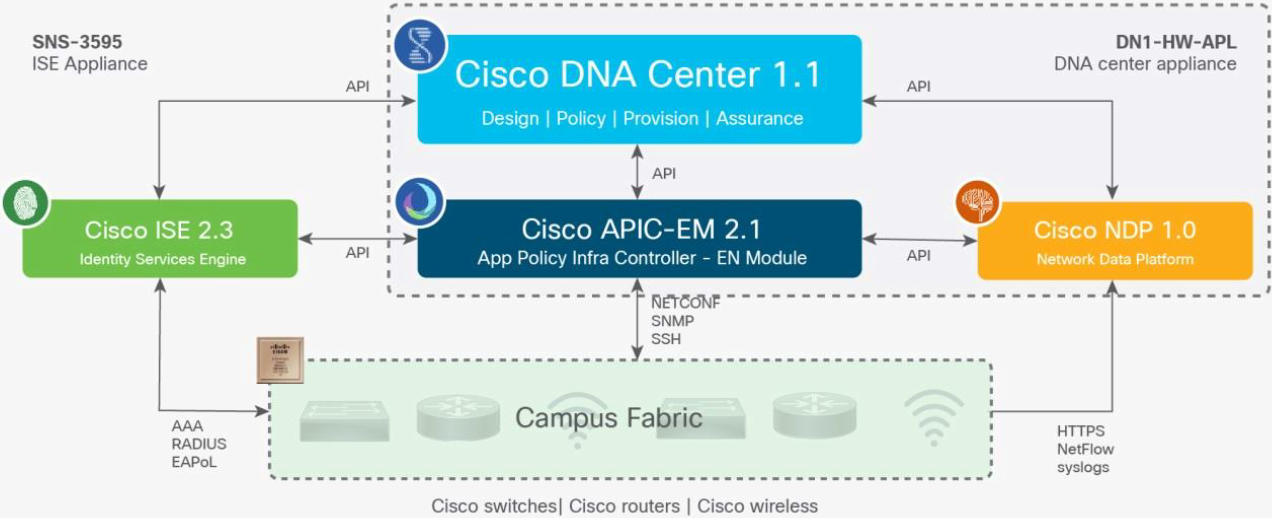 SNS-3595
ISE Appliance
DN1-HW-APL
DNA center appliance
Cisco DNA Center 1.1
Design | Policy | Provision | Assurance
API
API
API
Cisco ISE 2.3
Identity Services Engine
API
Cisco APIC-EM 2.1
App Policy Infra Controller - EN Module
API
Cisco NDP 1.0
Network Data Platform
NETCONF
SNMP
SSH
Campus Fabric
AAA
RADIUS
EAPoL
HTTPS
NetFlow
syslogs
Cisco switches| Cisco routers | Cisco wireless